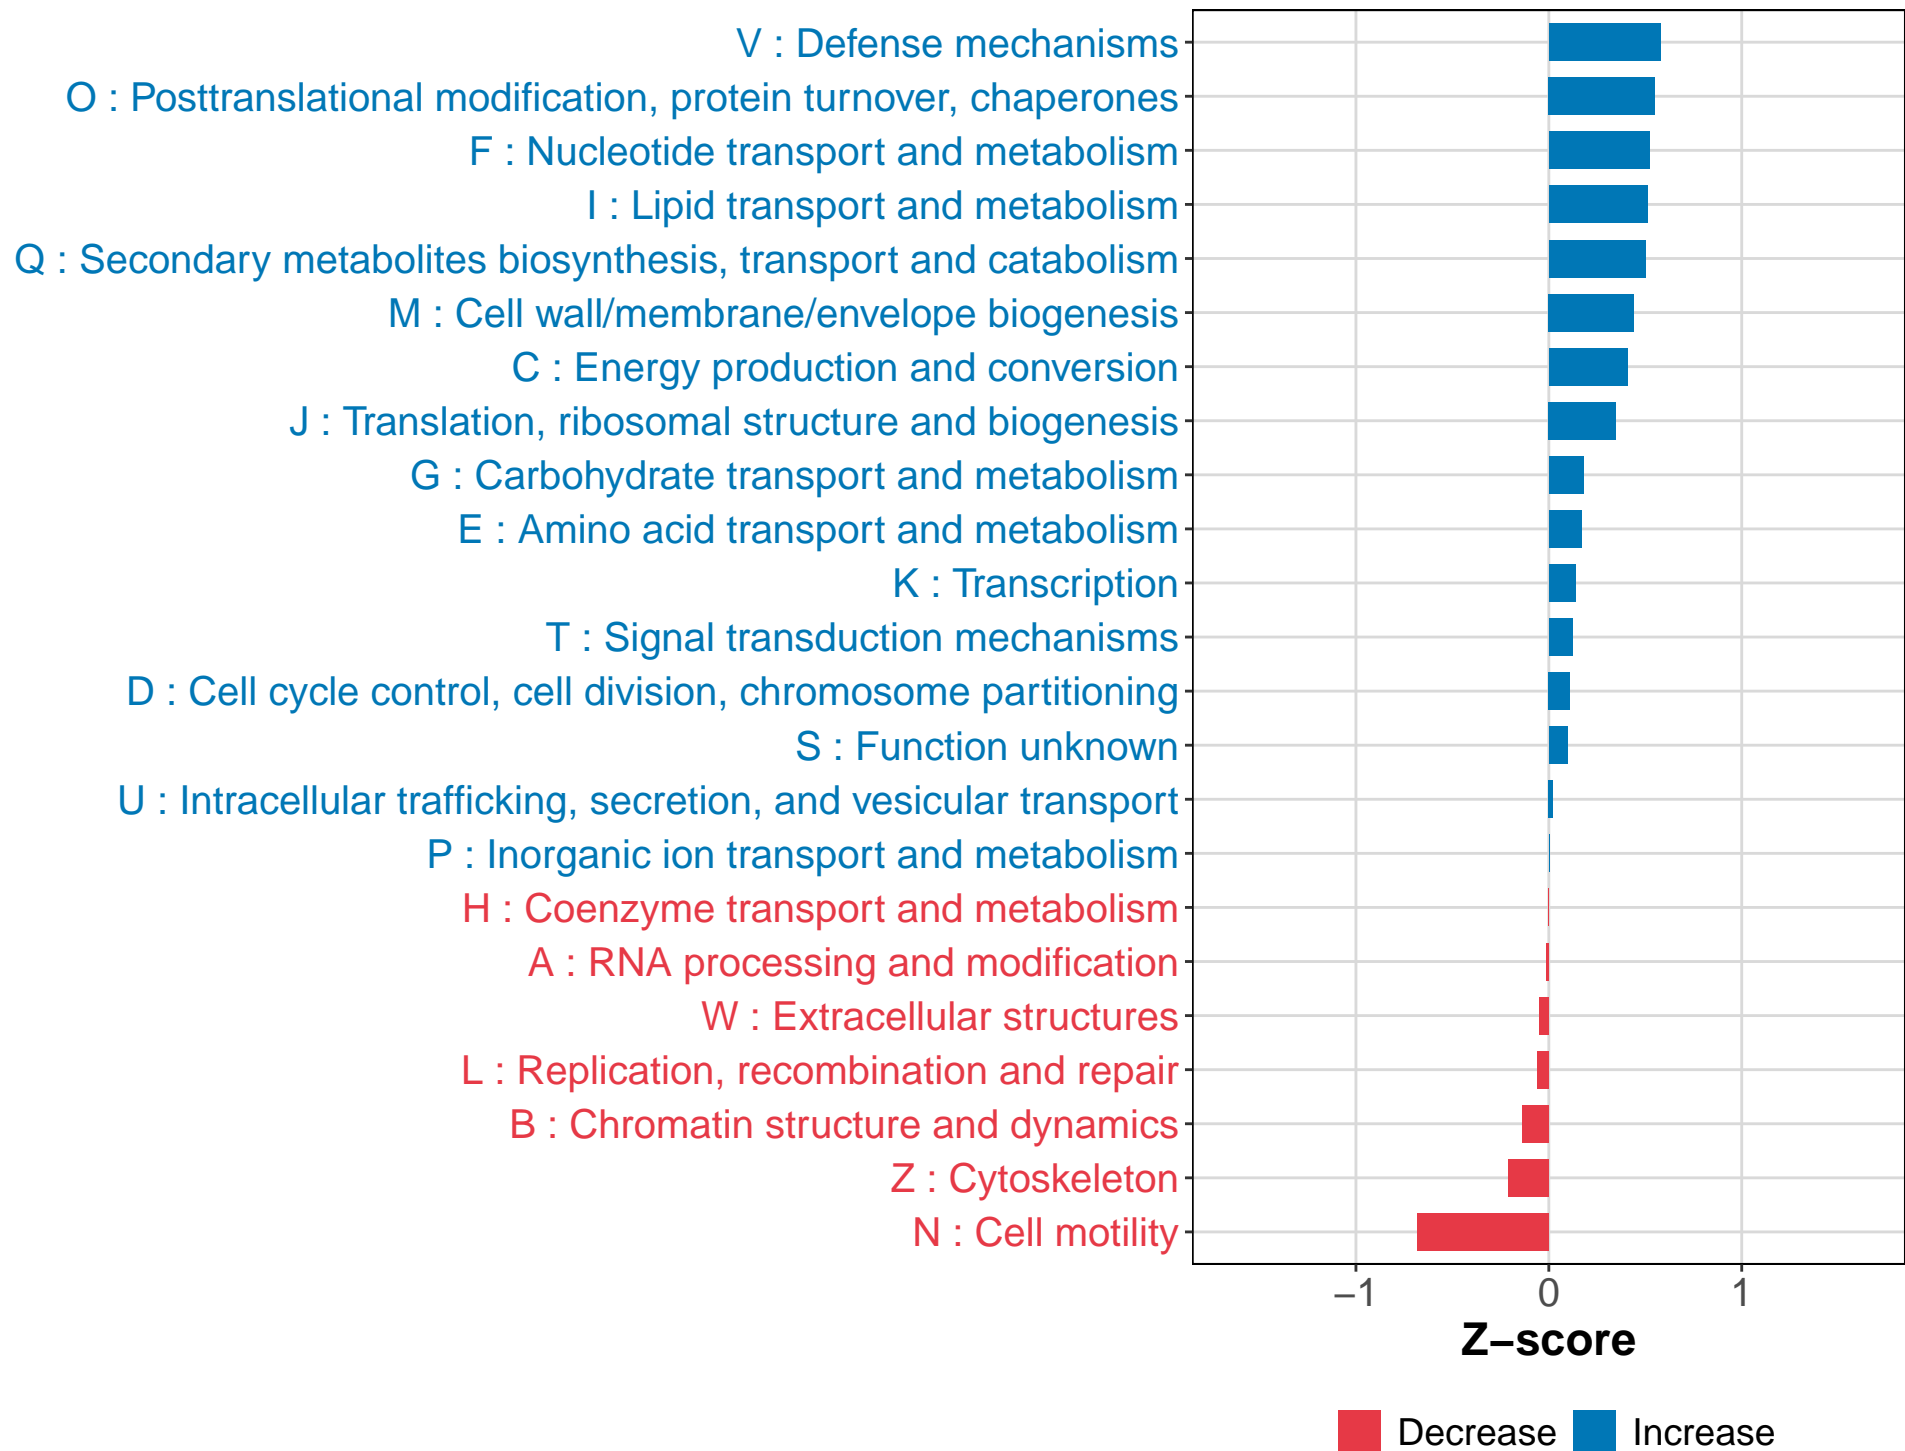 V : Defense mechanisms
O : Posttranslational modification, protein turnover, chaperones
F : Nucleotide transport and metabolism
I : Lipid transport and metabolism
Q : Secondary metabolites biosynthesis, transport and catabolism
M : Cell wall/membrane/envelope biogenesis
C : Energy production and conversion
J : Translation, ribosomal structure and biogenesis
G : Carbohydrate transport and metabolism
E : Amino acid transport and metabolism
K : Transcription
T : Signal transduction mechanisms
D : Cell cycle control, cell division, chromosome partitioning
S : Function unknown
U : Intracellular trafficking, secretion, and vesicular transport
P : Inorganic ion transport and metabolism
H : Coenzyme transport and metabolism
A : RNA processing and modification
W : Extracellular structures
L : Replication, recombination and repair
B : Chromatin structure and dynamics
Z : Cytoskeleton
N : Cell motility
−1 0 1
Z−score
Decrease Increase